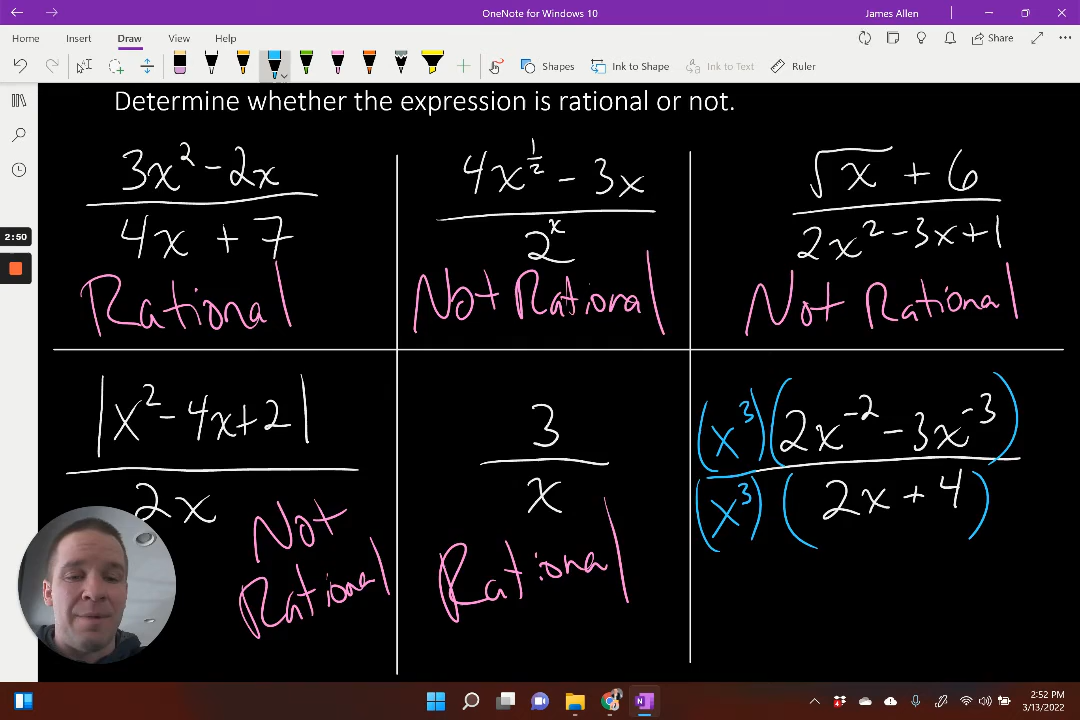 OneNote for Windows 10
James Allen
Home Insert Draw View Help
Shapes Ink to Shape Ink to Text Ruler Share
Determine whether the expression is rational or not.
3x² - 2x
4x + 7
Rational
4x^½ - 3x
2^x
Not Rational
√x + 6
2x² - 3x + 1
Not Rational
2:50
|x² - 4x + 2|
2x
Not
Rational
3
x
Rational
(x³)(2x⁻² - 3x⁻³)
(x³)(2x + 4)
2:52 PM
3/13/2022